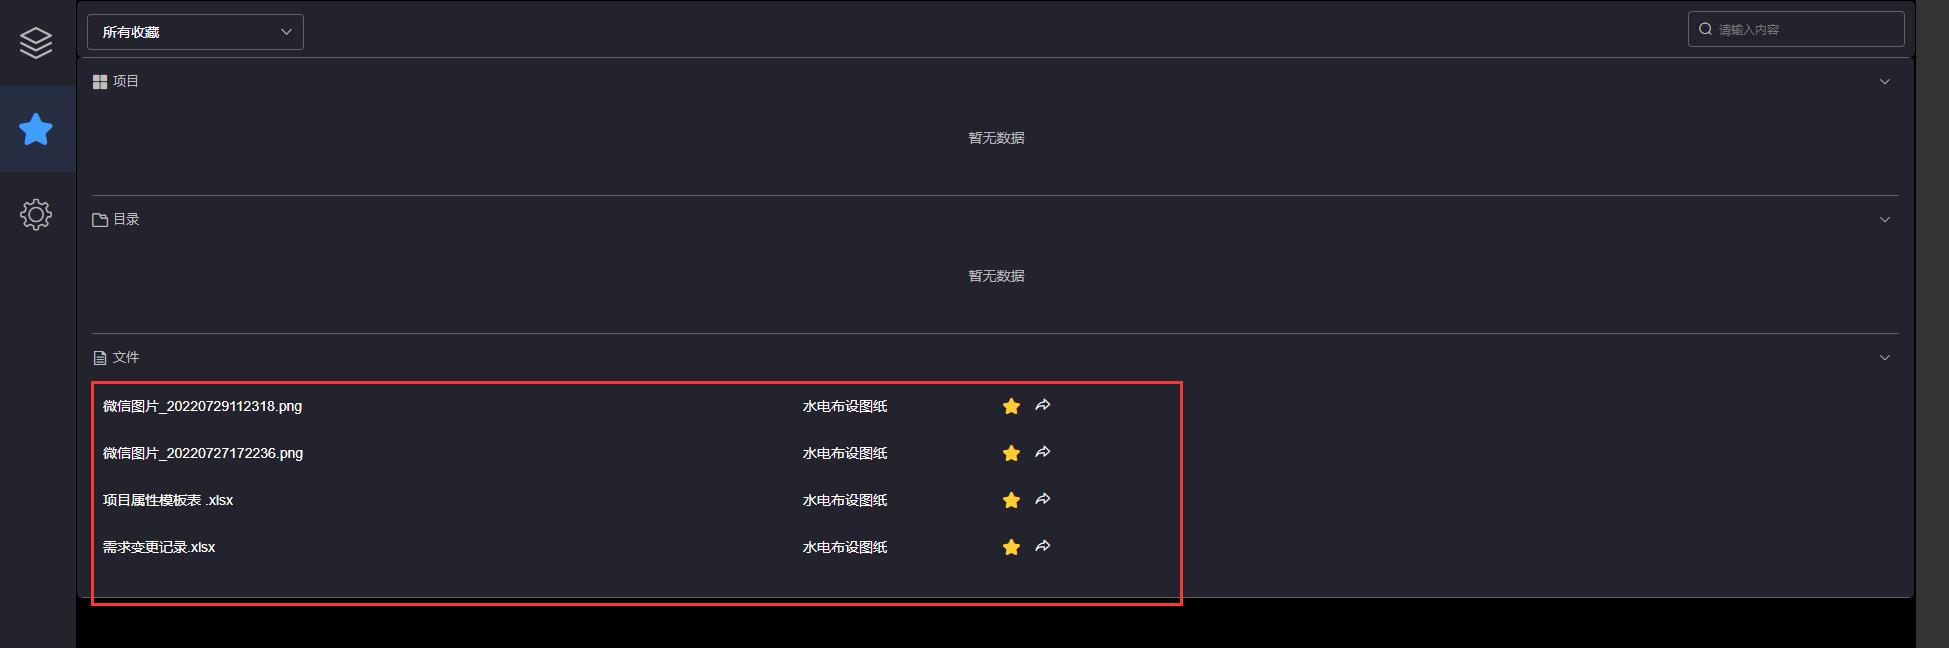 所有收藏
请输入内容
项目
暂无数据
目录
暂无数据
文件
微信图片_20220729112318.png 水电布设图纸
微信图片_20220727172236.png 水电布设图纸
项目属性模板表 .xlsx 水电布设图纸
需求变更记录.xlsx 水电布设图纸